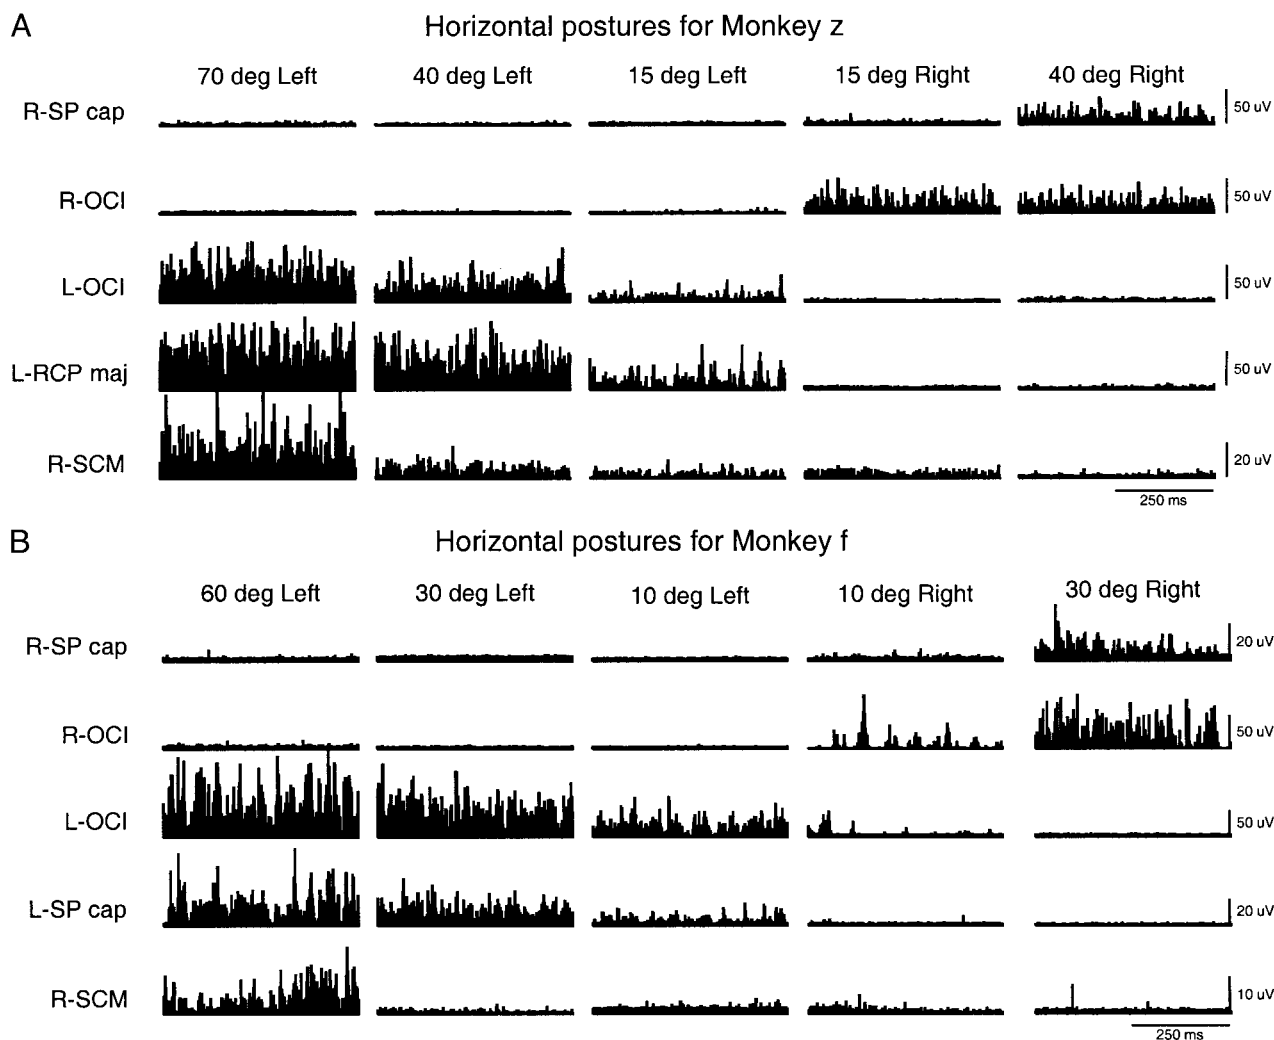 A
Horizontal postures for Monkey z
70 deg Left 40 deg Left 15 deg Left 15 deg Right 40 deg Right
R-SP cap 50 uV
R-OCI 50 uV
L-OCI 50 uV
L-RCP maj 50 uV
R-SCM 20 uV
250 ms
B
Horizontal postures for Monkey f
60 deg Left 30 deg Left 10 deg Left 10 deg Right 30 deg Right
R-SP cap 20 uV
R-OCI 50 uV
L-OCI 50 uV
L-SP cap 20 uV
R-SCM 10 uV
250 ms